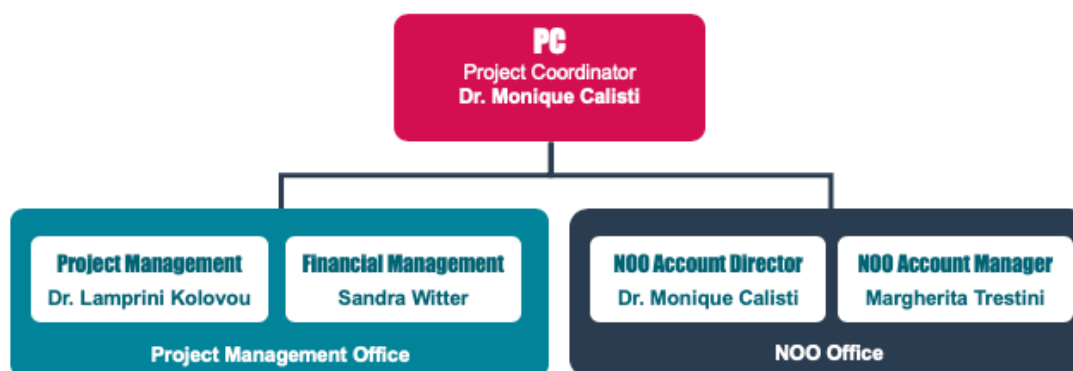 PC
Project Coordinator
Dr. Monique Calisti
Project Management
Dr. Lamprini Kolovou
Financial Management
Sandra Witter
Project Management Office
NOO Account Director
Dr. Monique Calisti
NOO Account Manager
Margherita Trestini
NOO Office